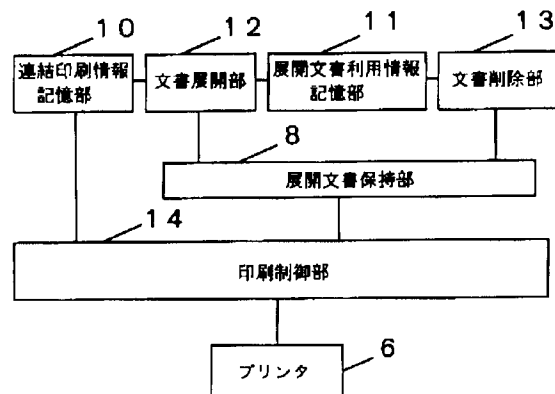 10
12
11
13
連結印刷情報
記憶部
文書展開部
展開文書利用情報
記憶部
文書削除部
8
展開文書保持部
14
印刷制御部
6
プリンタ